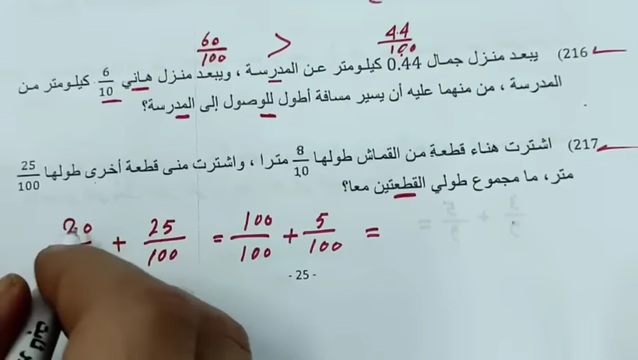 60/100 > 44/100
216) يبعد منزل جمال 0.44 كيلومتر عن المدرسة ، ويبعد منزل هاني 6/10 كيلومتر من
المدرسة ، من منهما عليه أن يسير مسافة أطول للوصول إلى المدرسة؟
217) اشترت هناء قطعة من القماش طولها 8/10 مترا ، واشترت منى قطعة أخرى طولها 25/100
متر، ما مجموع طولي القطعتين معا؟
+ 25/100 = 100/100 + 5/100 =
- 25 -